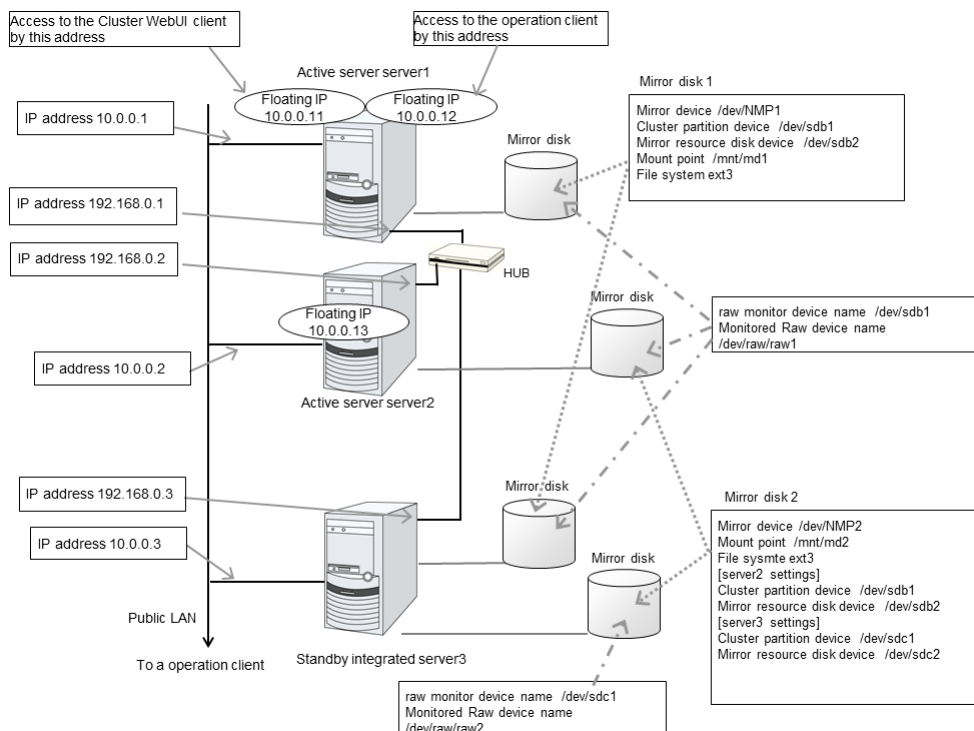 Access to the Cluster WebUI client
by this address
Access to the operation client
by this address
Active server server1
Mirror disk 1
Floating IP
10.0.0.11
Floating IP
10.0.0.12
IP address 10.0.0.1
Mirror disk
Mirror device /dev/NMP1
Cluster partition device /dev/sdb1
Mirror resource disk device /dev/sdb2
Mount point /mnt/md1
File system ext3
IP address 192.168.0.1
IP address 192.168.0.2
HUB
Mirror disk
raw monitor device name /dev/sdb1
Monitored Raw device name
/dev/raw/raw1
Floating IP
10.0.0.13
IP address 10.0.0.2
Active server server2
IP address 192.168.0.3
Mirror disk
Mirror disk 2
Mirror device /dev/NMP2
Mount point /mnt/md2
File sysmte ext3
[server2 settings]
Cluster partition device /dev/sdb1
Mirror resource disk device /dev/sdb2
[server3 settings]
Cluster partition device /dev/sdc1
Mirror resource disk device /dev/sdc2
IP address 10.0.0.3
Mirror disk
Public LAN
To a operation client
Standby integrated server3
raw monitor device name /dev/sdc1
Monitored Raw device name
/dev/raw/raw2